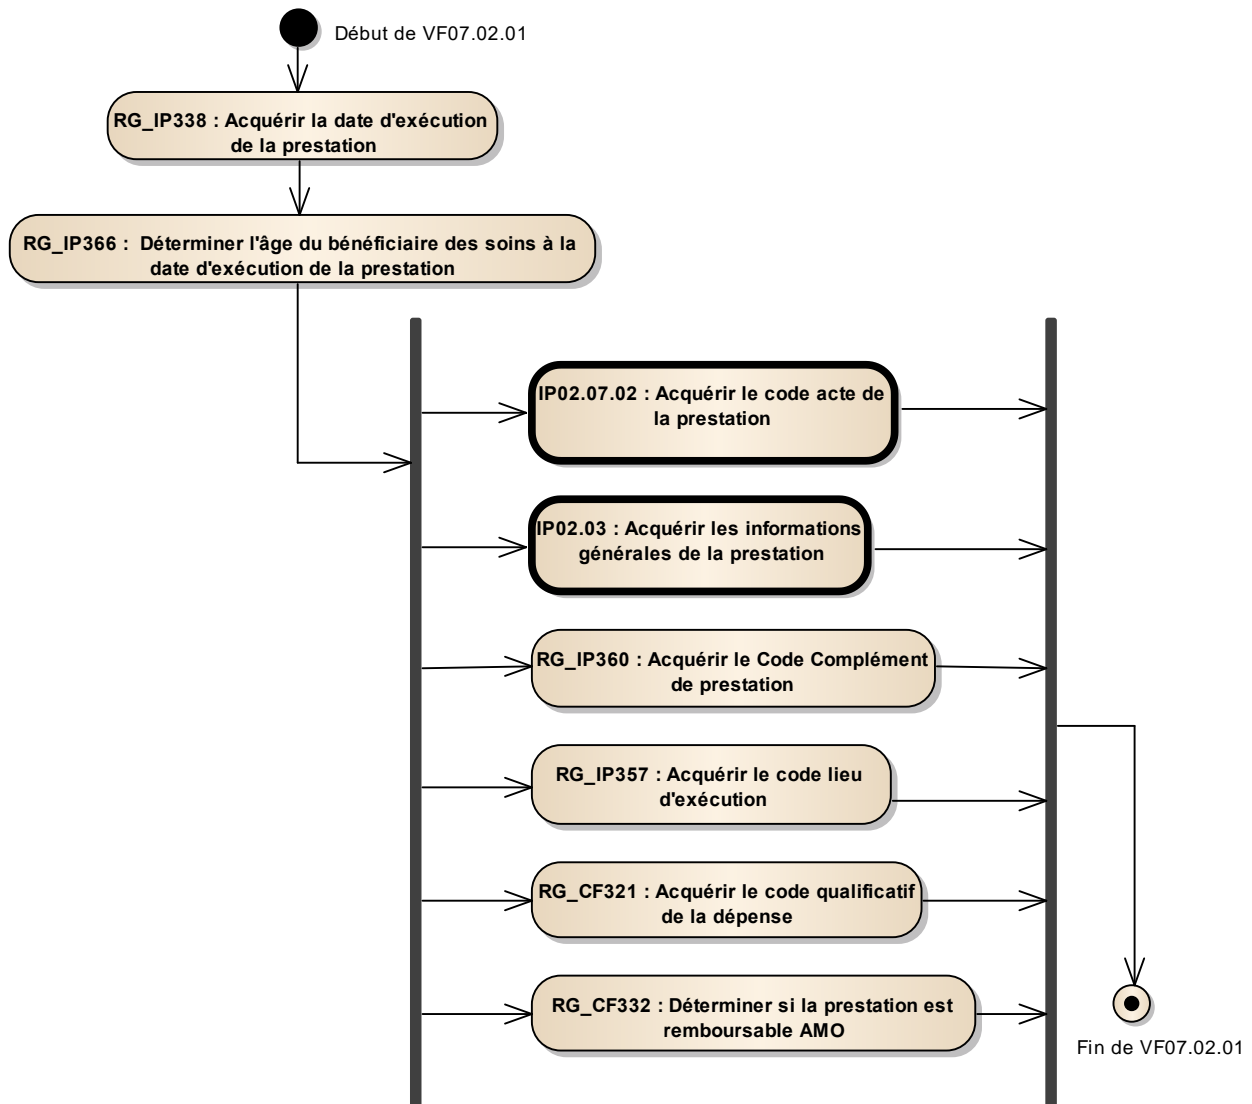 Début de VF07.02.01
RG_IP338 : Acquérir la date d'exécution
de la prestation
RG_IP366 :  Déterminer l'âge du bénéficiaire des soins à la
date d'exécution de la prestation
IP02.07.02 : Acquérir le code acte de
la prestation
IP02.03 : Acquérir les informations
générales de la prestation
RG_IP360 : Acquérir le Code Complément
de prestation
RG_IP357 : Acquérir le code lieu
d'exécution
RG_CF321 : Acquérir le code qualificatif
de la dépense
RG_CF332 : Déterminer si la prestation est
remboursable AMO
Fin de VF07.02.01